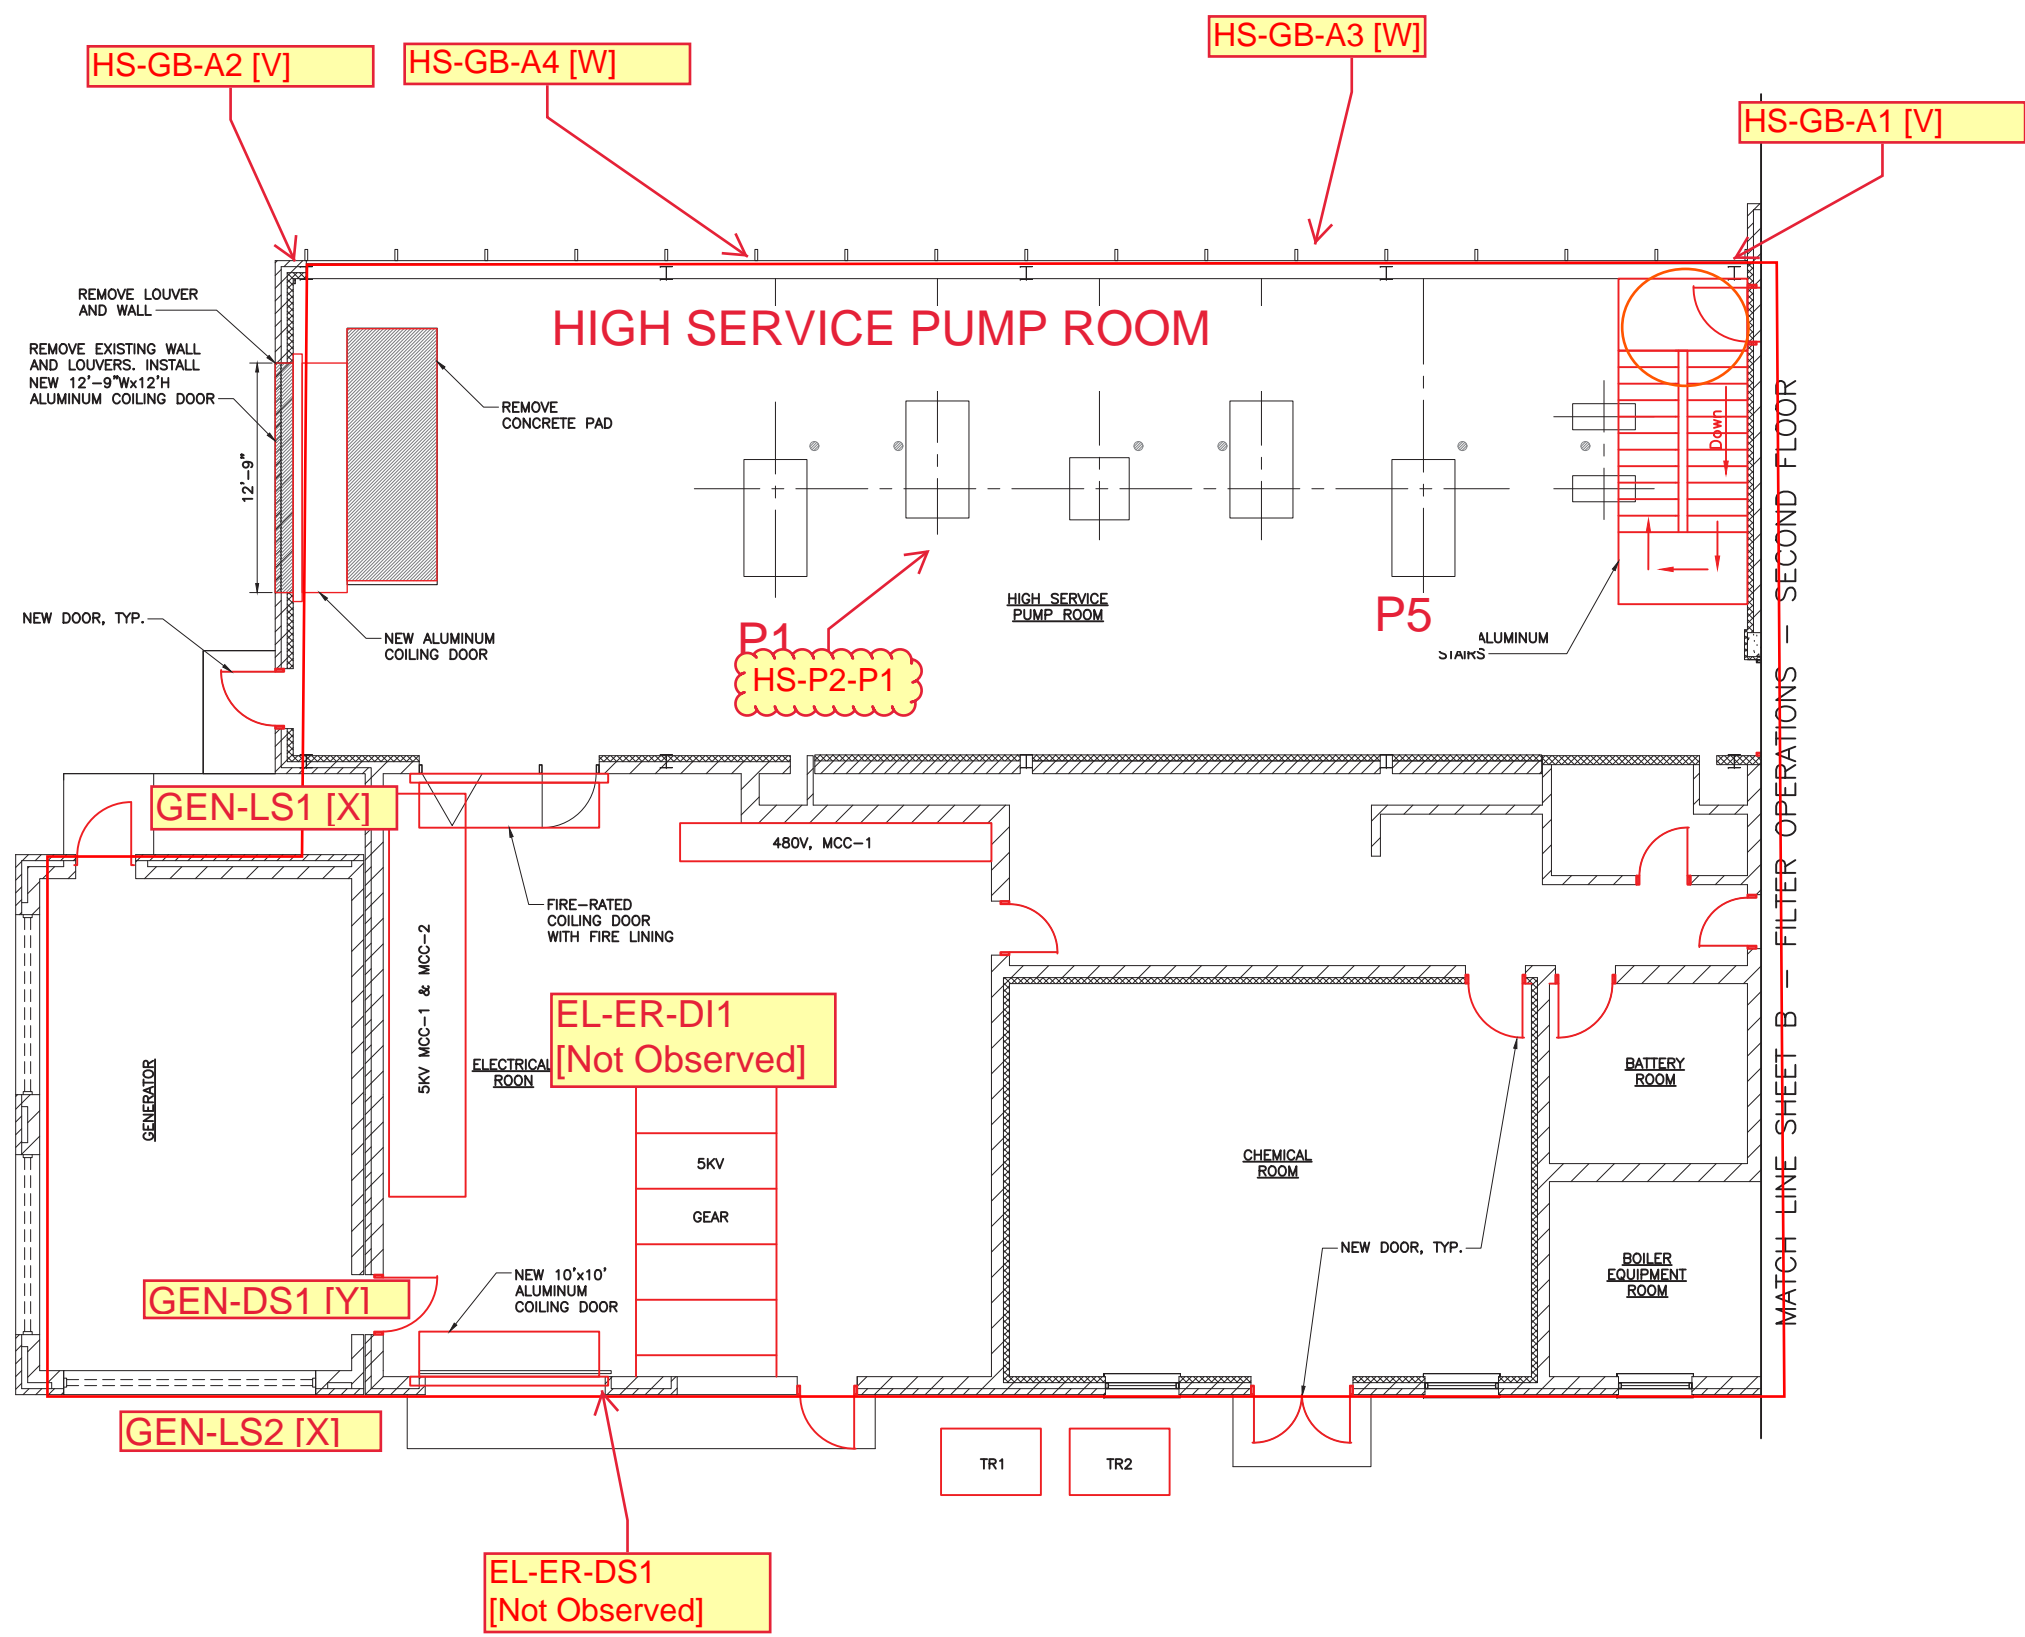 HS-GB-A2 [V]
HS-GB-A4 [W]
HS-GB-A3 [W]
HS-GB-A1 [V]
REMOVE LOUVER
AND WALL
REMOVE EXISTING WALL
AND LOUVERS. INSTALL
NEW 12'-9"Wx12'H
ALUMINUM COILING DOOR
12'-9"
HIGH SERVICE PUMP ROOM
REMOVE
CONCRETE PAD
Down
NEW DOOR, TYP.
NEW ALUMINUM
COILING DOOR
P1
HS-P2-P1
HIGH SERVICE
PUMP ROOM
P5
ALUMINUM
STAIRS
MATCH LINE SHEET B - FILTER OPERATIONS - SECOND FLOOR
GEN-LS1 [X]
480V, MCC-1
FIRE-RATED
COILING DOOR
WITH FIRE LINING
5KV MCC-1 & MCC-2
GENERATOR
ELECTRICAL
ROON
EL-ER-DI1
[Not Observed]
5KV
GEAR
CHEMICAL
ROOM
BATTERY
ROOM
NEW DOOR, TYP.
BOILER
EQUIPMENT
ROOM
GEN-DS1 [Y]
NEW 10'x10'
ALUMINUM
COILING DOOR
GEN-LS2 [X]
TR1
TR2
EL-ER-DS1
[Not Observed]